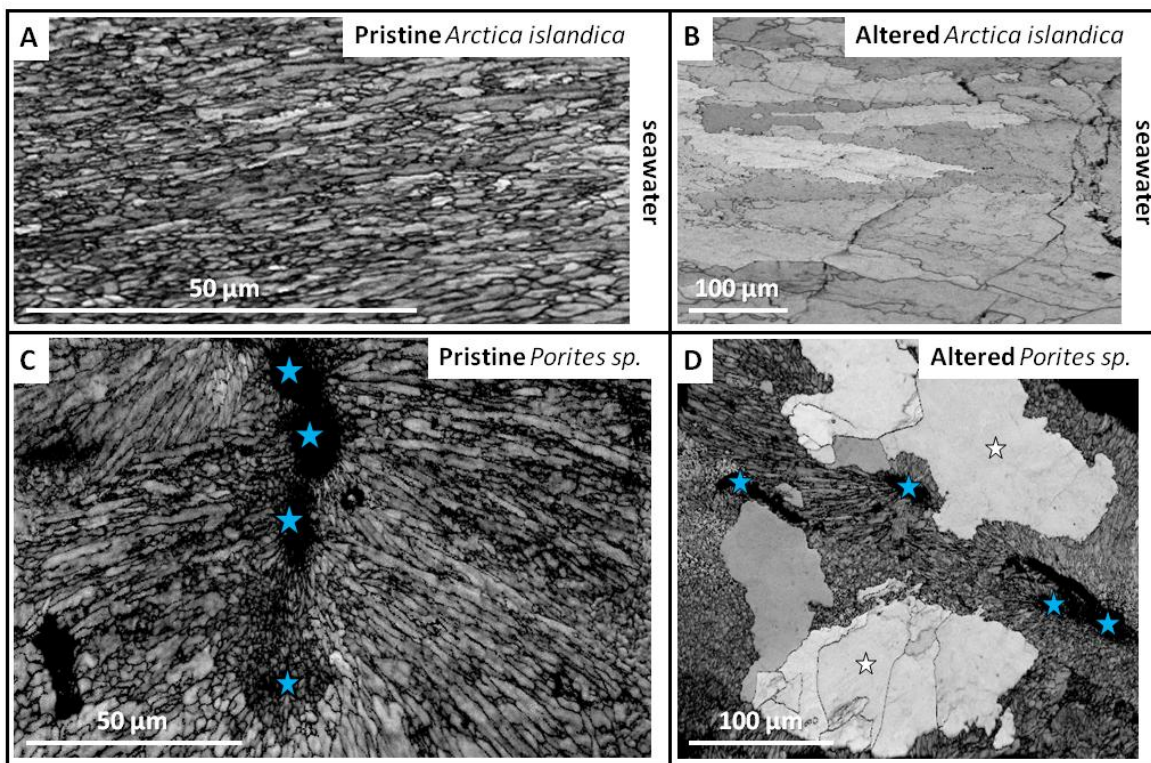 A
Pristine Arctica islandica
seawater
50 µm
B
Altered Arctica islandica
seawater
100 µm
C
Pristine Porites sp.
50 µm
D
Altered Porites sp.
100 µm